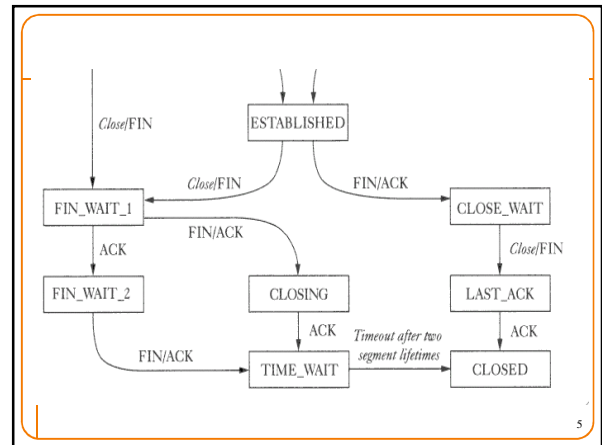 ESTABLISHED
Close/FIN
Close/FIN
FIN/ACK
FIN_WAIT_1
CLOSE_WAIT
FIN/ACK
ACK
Close/FIN
FIN_WAIT_2
CLOSING
LAST_ACK
ACK
Timeout after two
segment lifetimes
ACK
FIN/ACK
TIME_WAIT
CLOSED
5